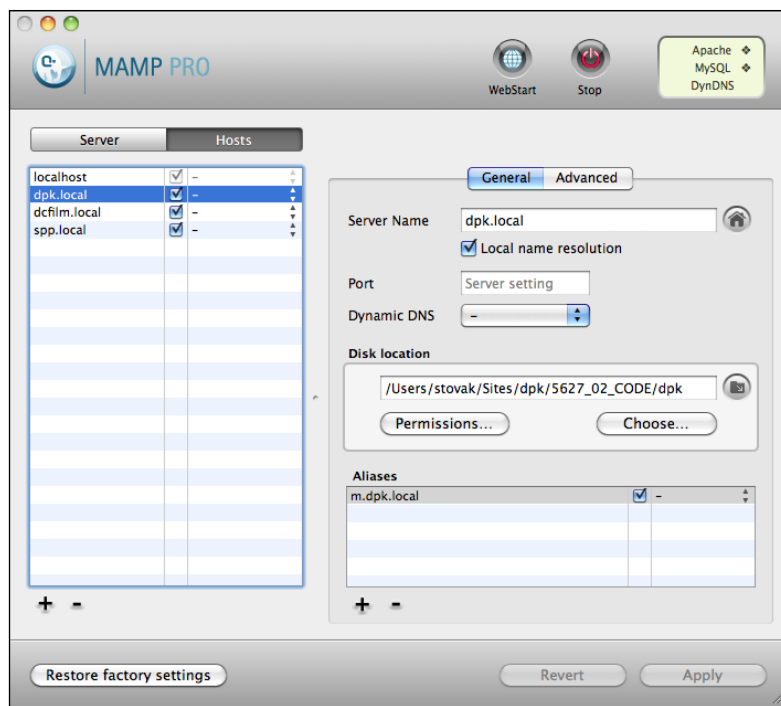 MAMP PRO
WebStart
Stop
Apache
MySQL
DynDNS
Server
Hosts
localhost –
dpk.local –
dcfilm.local –
spp.local –
General
Advanced
Server Name
dpk.local
Local name resolution
Port
Server setting
Dynamic DNS
–
Disk location
/Users/stovak/Sites/dpk/5627_02_CODE/dpk
Permissions...
Choose...
Aliases
m.dpk.local –
+ -
+ -
Restore factory settings
Revert
Apply